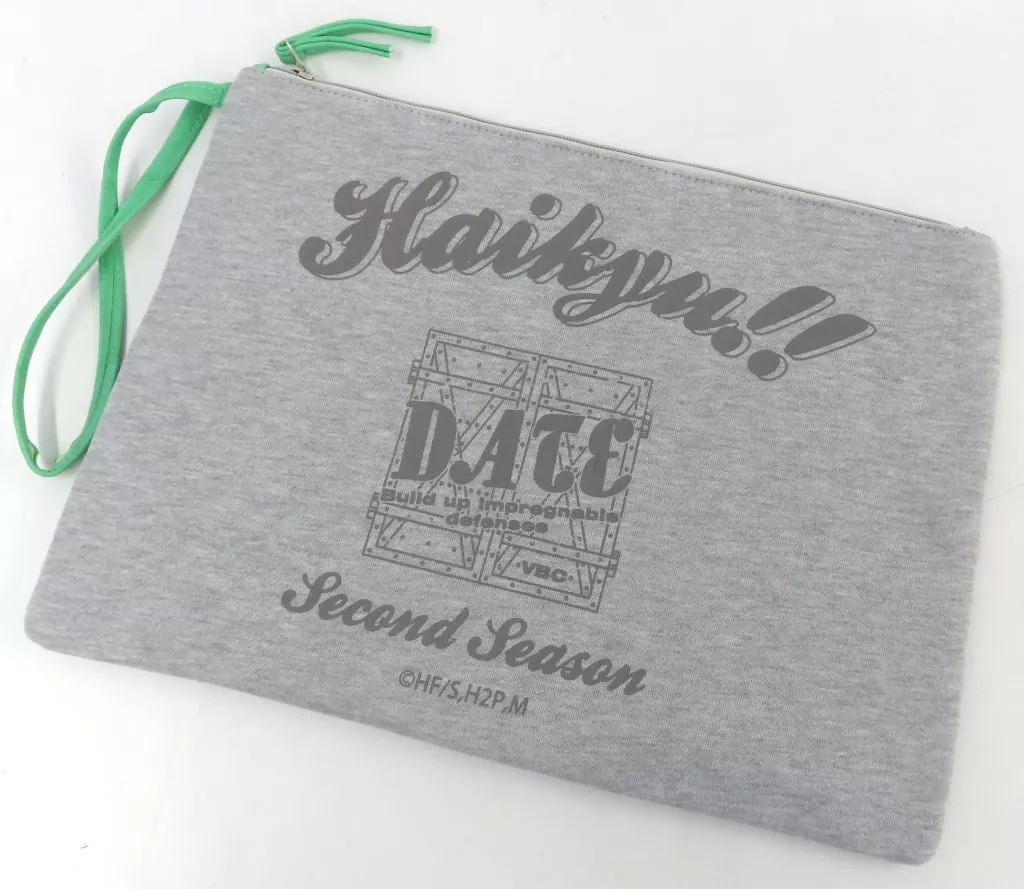 Haikyu!!
DATE
Build up impregnable
defenses
·VBC·
Second Season
©HF/S,H2P,M